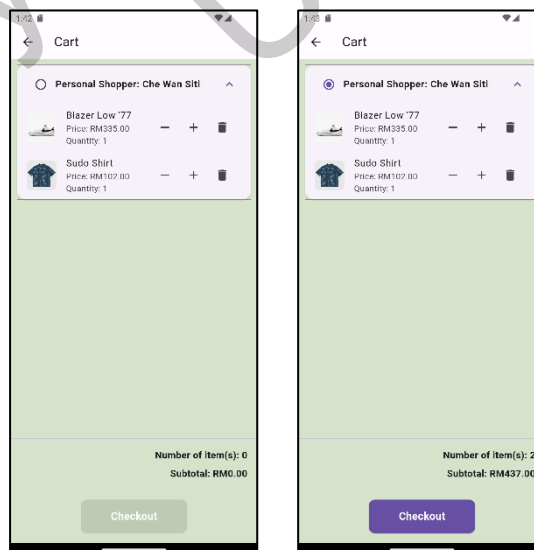 1:42
Cart
Personal Shopper: Che Wan Siti
Blazer Low '77
Price: RM335.00
Quantity: 1
Sudo Shirt
Price: RM102.00
Quantity: 1
Number of item(s): 0
Subtotal: RM0.00
Checkout
1:43
Cart
Personal Shopper: Che Wan Siti
Blazer Low '77
Price: RM335.00
Quantity: 1
Sudo Shirt
Price: RM102.00
Quantity: 1
Number of item(s): 2
Subtotal: RM437.00
Checkout